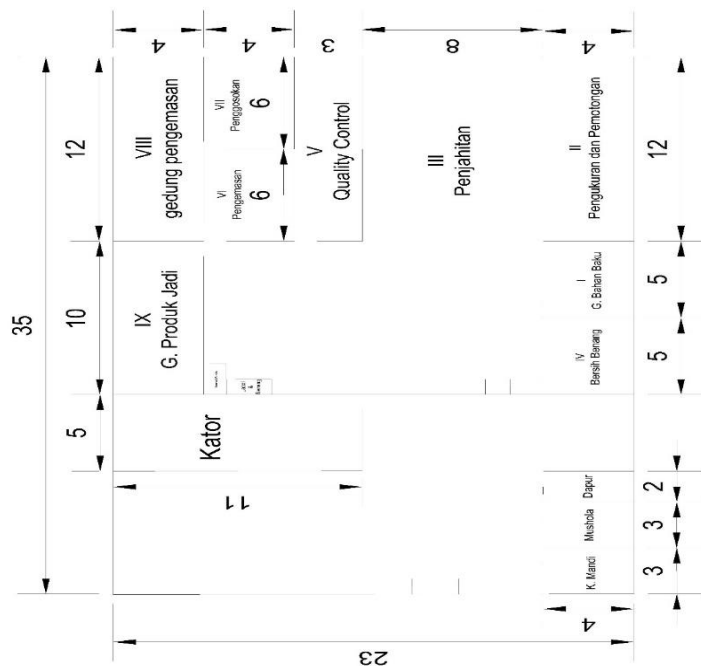 35
12
10
5
4
4
3
8
4
VIII
gedung pengemasan
IX
G. Produk Jadi
VII
Penggosokan
6
VI
Pengemasan
6
V
Quality Control
III
Penjahitan
Kator
11
II
Pengukuran dan Pemotongan
I
G. Bahan Baku
IV
Bersih Benang
Dapur
Mushola
K. Mandi
12
5
5
2
3
3
4
23